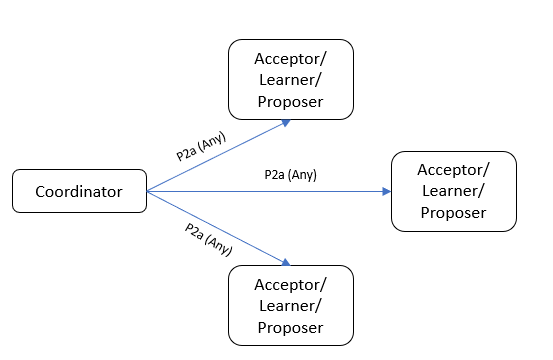 Acceptor/
Learner/
Proposer
P2a (Any)
P2a (Any)
Acceptor/
Learner/
Proposer
Coordinator
P2a (Any)
Acceptor/
Learner/
Proposer